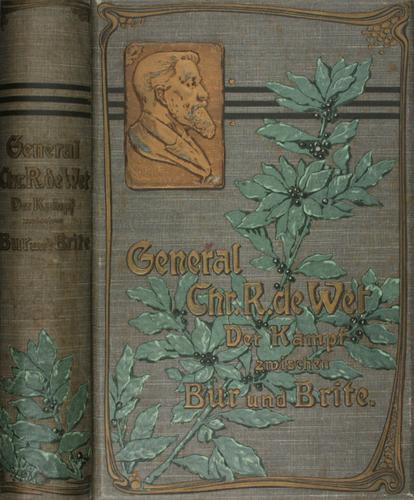 General
Chr. R. de Wet
Der Kampf
zwischen
Bur und Brite
General
Chr. R. de Wet
Der Kampf
zwischen
Bur und Brite.